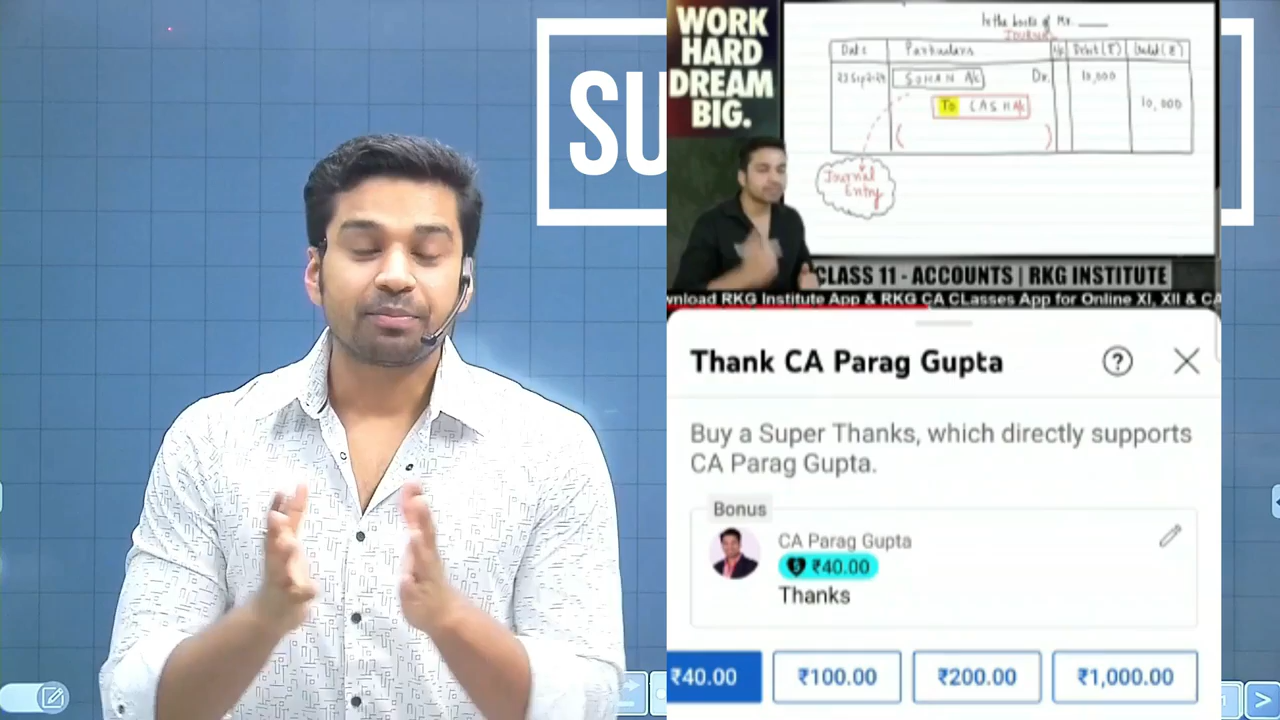 SU
WORK
HARD
DREAM
BIG.
In the books of Mr.
Journal
Date Particulars Debit (₹)
SOHAN A/c Dr. 10,000
To CASH A/c 10,000
( )
Journal
Entry
CLASS 11 - ACCOUNTS | RKG INSTITUTE
wnload RKG Institute App & RKG CA CLasses App for Online XI, XII & CA
Thank CA Parag Gupta ?
Buy a Super Thanks, which directly supports
CA Parag Gupta.
Bonus
CA Parag Gupta
₹40.00
Thanks
₹40.00 ₹100.00 ₹200.00 ₹1,000.00